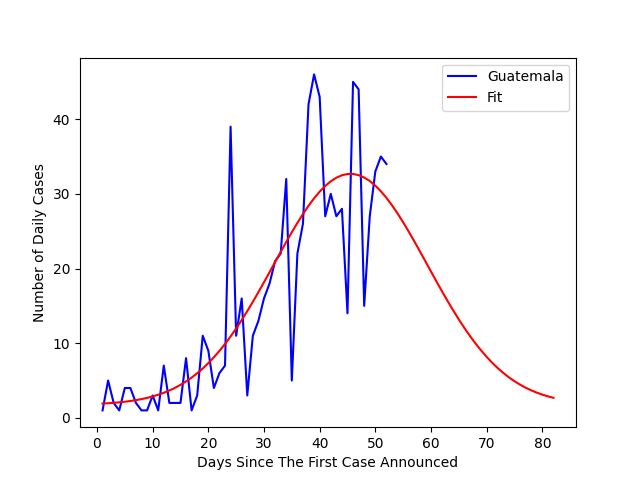 Guatemala
Fit
40
30
20
10
0
Number of Daily Cases
0 10 20 30 40 50 60 70 80
Days Since The First Case Announced